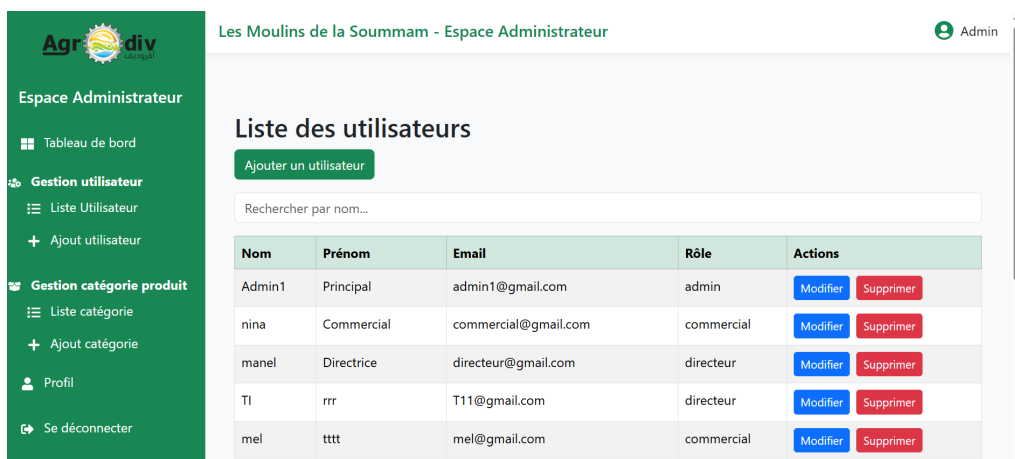 Agr div
أقروديف
Les Moulins de la Soummam - Espace Administrateur
Admin
Espace Administrateur
Tableau de bord
Gestion utilisateur
Liste Utilisateur
Ajout utilisateur
Gestion catégorie produit
Liste catégorie
Ajout catégorie
Profil
Se déconnecter
Liste des utilisateurs
Ajouter un utilisateur
Rechercher par nom...
Nom Prénom Email Rôle Actions
Admin1 Principal admin1@gmail.com admin Modifier Supprimer
nina Commercial commercial@gmail.com commercial Modifier Supprimer
manel Directrice directeur@gmail.com directeur Modifier Supprimer
TI rrr T11@gmail.com directeur Modifier Supprimer
mel tttt mel@gmail.com commercial Modifier Supprimer